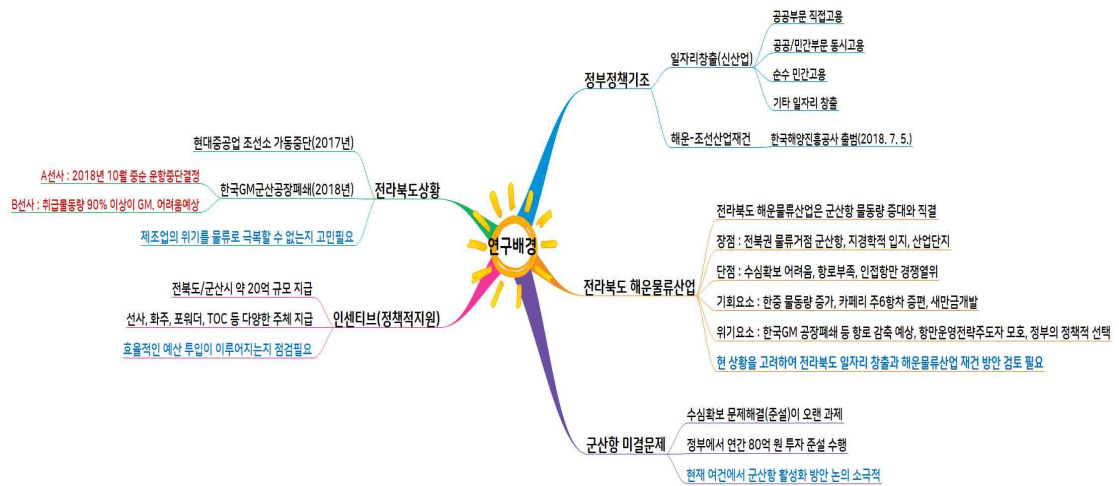 연구배경
정부정책기조
일자리창출(신산업)
공공부문 직접고용
공공/민간부문 동시고용
순수 민간고용
기타 일자리 창출
해운-조선산업재건
한국해양진흥공사 출범(2018. 7. 5.)
전라북도 해운물류산업
전라북도 해운물류산업은 군산항 물동량 증대와 직결
장점 : 전북권 물류거점 군산항, 지경학적 입지, 산업단지
단점 : 수심확보 어려움, 항로부족, 인접항만 경쟁열위
기회요소 : 한중 물동량 증가, 카페리 주6항차 증편, 새만금개발
위기요소 : 한국GM 공장폐쇄 등 항로 감축 예상, 항만운영전략주도자 모호, 정부의 정책적 선택
현 상황을 고려하여 전라북도 일자리 창출과 해운물류산업 재건 방안 검토 필요
군산항 미결문제
수심확보 문제해결(준설)이 오랜 과제
정부에서 연간 80억 원 투자 준설 수행
현재 여건에서 군산항 활성화 방안 논의 소극적
전라북도상황
현대중공업 조선소 가동중단(2017년)
한국GM군산공장폐쇄(2018년)
A선사 : 2018년 10월 중순 운항중단결정
B선사 : 취급물동량 90% 이상이 GM, 어려움예상
제조업의 위기를 물류로 극복할 수 없는지 고민필요
인센티브(정책적지원)
전북도/군산시 약 20억 규모 지급
선사, 화주, 포워더, TOC 등 다양한 주체 지급
효율적인 예산 투입이 이루어지는지 점검필요